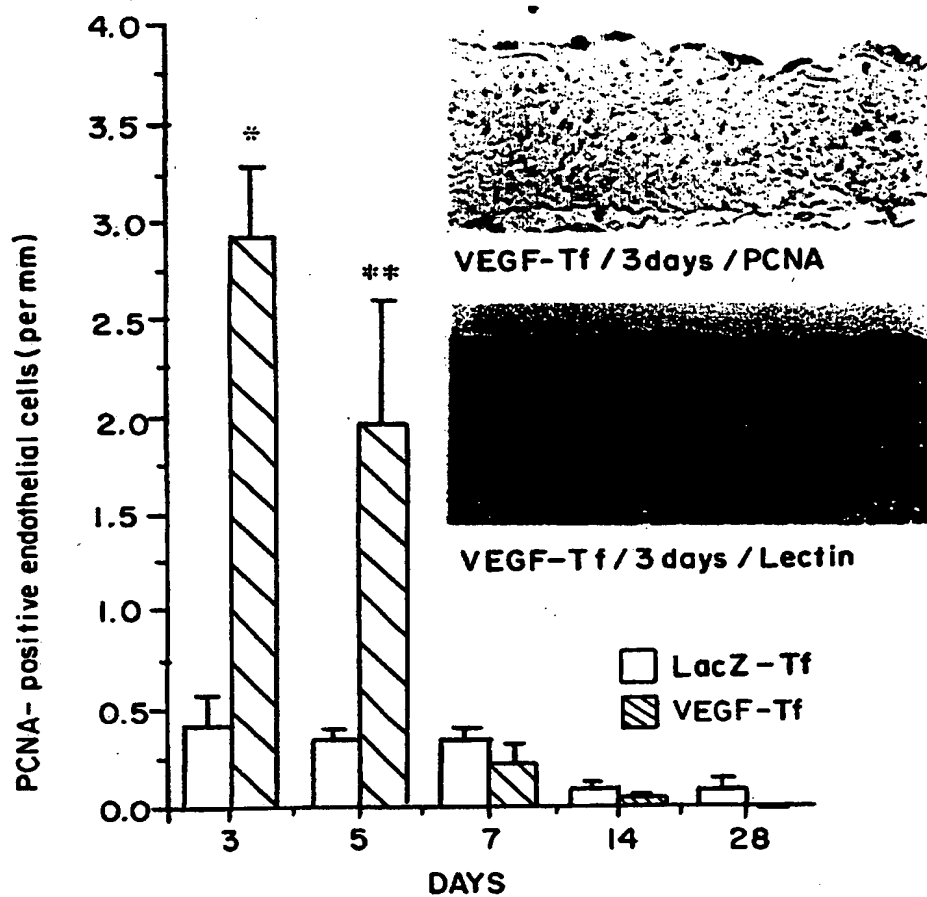 PCNA- positive endothelial cells (per mm)
4.0
3.5
3.0
2.5
2.0
1.5
1.0
0.5
0.0
*
**
VEGF-Tf / 3days / PCNA
VEGF-Tf / 3 days / Lectin
LacZ-Tf
VEGF-Tf
3 5 7 14 28
DAYS